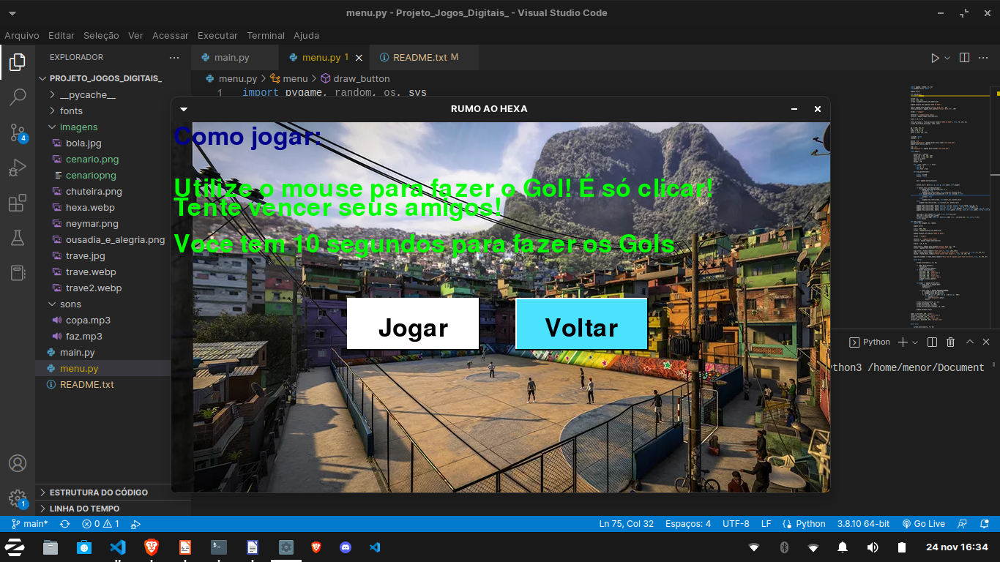 menu.py - Projeto_Jogos_Digitais_ - Visual Studio Code
Arquivo Editar Seleção Ver Acessar Executar Terminal Ajuda
EXPLORADOR
main.py
menu.py 1
README.txt M
PROJETO_JOGOS_DIGITAIS_
menu.py > menu > draw_button
__pycache__
1 import pygame, random, os, sys
fonts
imagens
bola.jpg
cenario.png
cenariopng
chuteira.png
hexa.webp
neymar.png
ousadia_e_alegria.png
trave.jpg
trave.webp
trave2.webp
sons
copa.mp3
faz.mp3
main.py
menu.py
README.txt
4
RUMO AO HEXA
Como jogar:
Utilize o mouse para fazer o Gol! É só clicar!
Tente vencer seus amigos!
Voce tem 10 segundos para fazer os Gols
Jogar
Voltar
Python
ython3 /home/menor/Document
ESTRUTURA DO CÓDIGO
LINHA DO TEMPO
1
main* 0 1
Ln 75, Col 32 Espaços: 4 UTF-8 LF Python 3.8.10 64-bit Go Live
24 nov 16:34